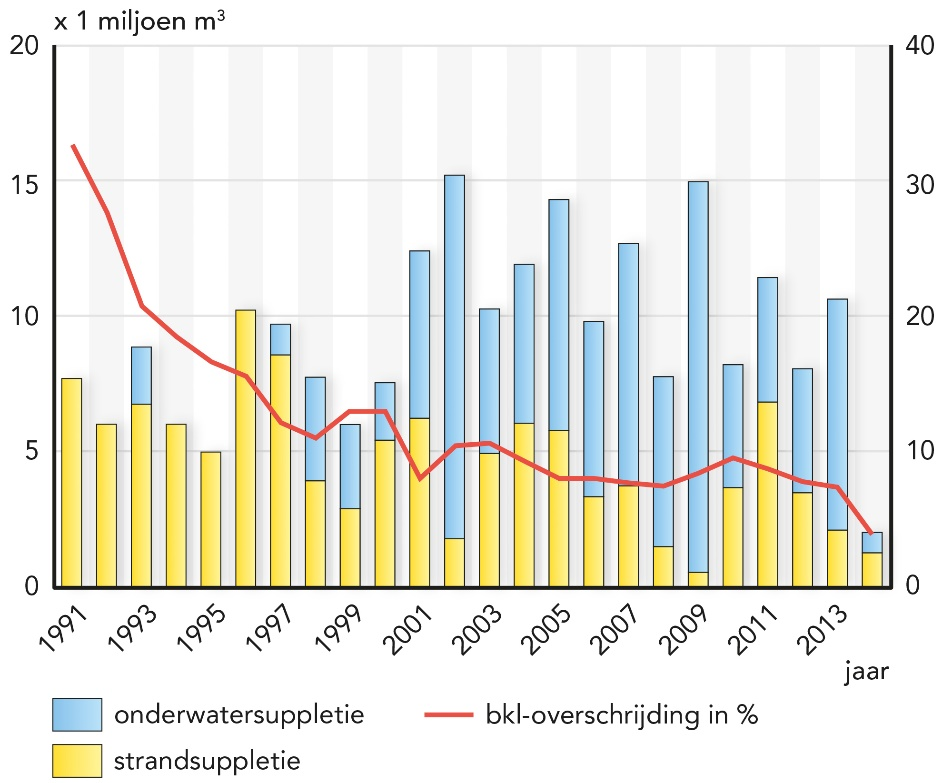 x 1 miljoen m³
20 40
15 30
10 20
5 10
0 0
1991 1993 1995 1997 1999 2001 2003 2005 2007 2009 2011 2013
jaar
onderwatersuppletie bkl-overschrijding in %
strandsuppletie